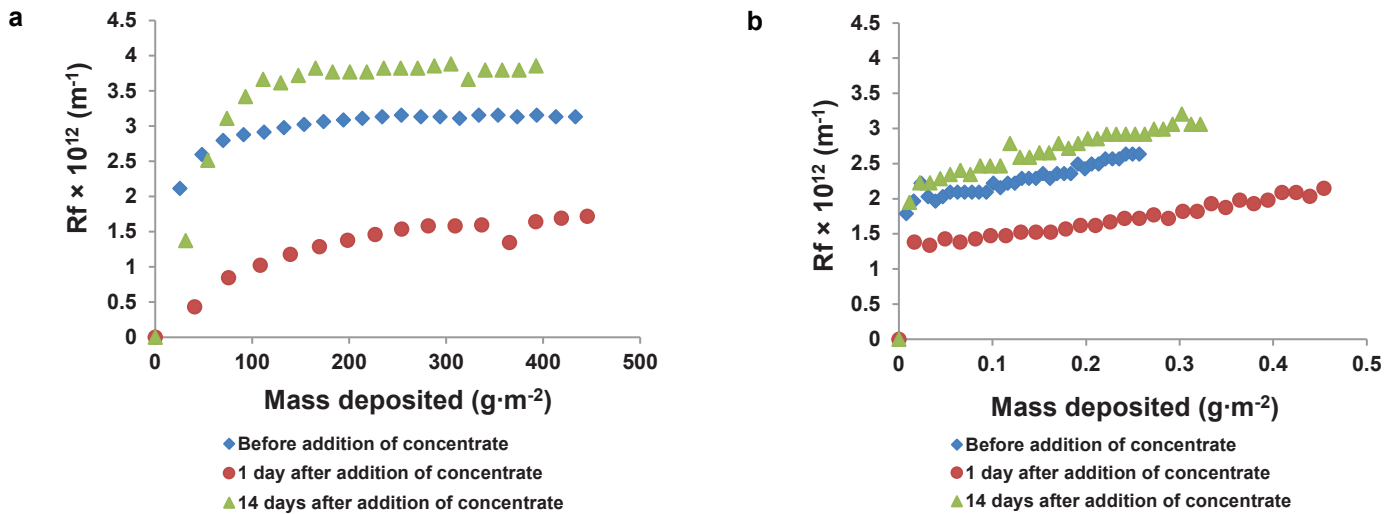 a
4.5
4
3.5
3
2.5
2
1.5
1
0.5
0
Rf × 10¹² (m⁻¹)
0 100 200 300 400 500
Mass deposited (g·m⁻²)
Before addition of concentrate
1 day after addition of concentrate
14 days after addition of concentrate
b
4.5
4
3.5
3
2.5
2
1.5
1
0.5
0
Rf × 10¹² (m⁻¹)
0 0.1 0.2 0.3 0.4 0.5
Mass deposited (g·m⁻²)
Before addition of concentrate
1 day after addition of concentrate
14 days after addition of concentrate